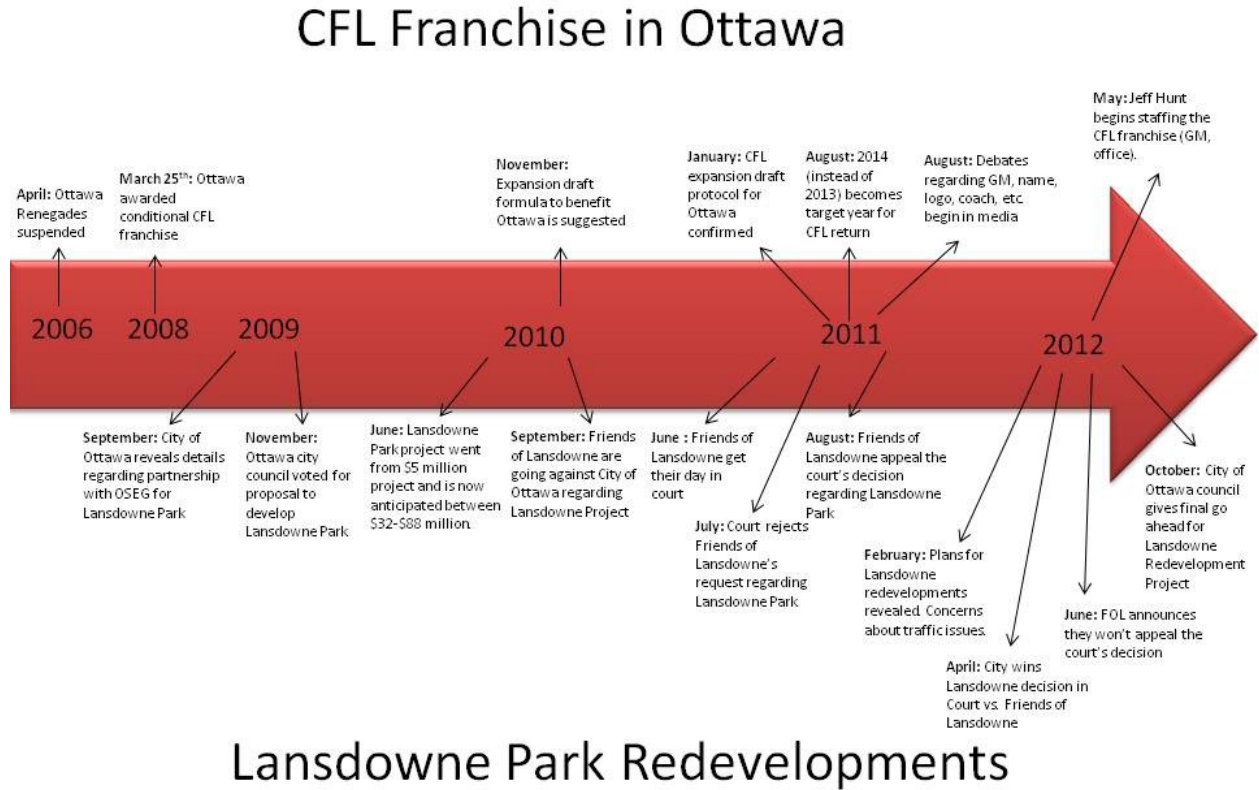 CFL Franchise in Ottawa
April: Ottawa
Renegades
suspended
March 25th: Ottawa
awarded
conditional CFL
franchise
November:
Expansion draft
formula to benefit
Ottawa is suggested
January: CFL
expansion draft
protocol for
Ottawa
confirmed
August: 2014
(instead of
2013) becomes
target year for
CFL return
August: Debates
regarding GM, name,
logo, coach, etc.
begin in media
May: Jeff Hunt
begins staffing the
CFL franchise (GM,
office).
2006
2008
2009
2010
2011
2012
September: City of
Ottawa reveals details
regarding partnership
with OSEG for
Lansdowne Park
November:
Ottawa city
council voted for
proposal to
develop
Lansdowne Park
June: Lansdowne
Park project went
from $5 million
project and is now
anticipated between
$32-$88 million.
September: Friends
of Lansdowne are
going against City of
Ottawa regarding
Lansdowne Project
June : Friends of
Lansdowne get
their day in
court
July: Court rejects
Friends of
Lansdowne's
request regarding
Lansdowne Park
August: Friends of
Lansdowne appeal the
court's decision
regarding Lansdowne
Park
February: Plans for
Lansdowne
redevelopments
revealed. Concerns
about traffic issues.
April: City wins
Lansdowne decision in
Court vs. Friends of
Lansdowne
June: FOL announces
they won't appeal the
court's decision
October: City of
Ottawa council
gives final go
ahead for
Lansdowne
Redevelopment
Project
Lansdowne Park Redevelopments